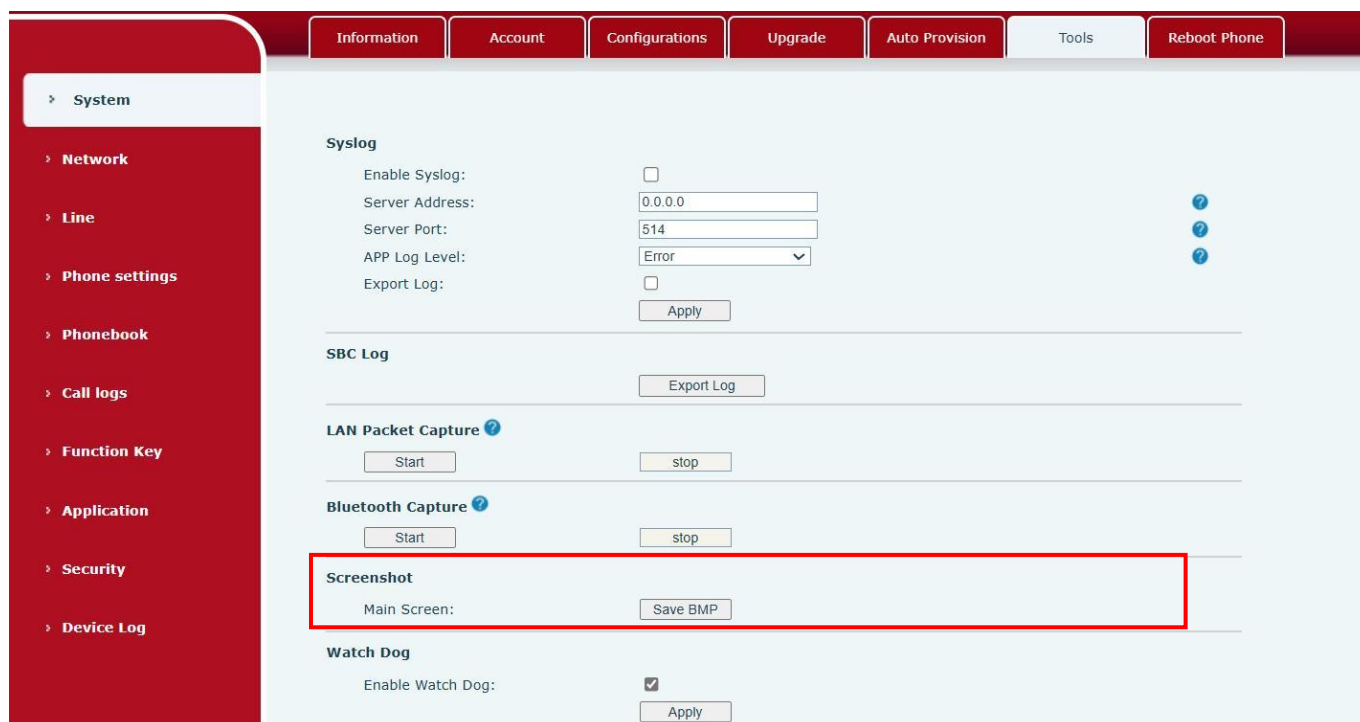 Information Account Configurations Upgrade Auto Provision Tools Reboot Phone
System
Network
Line
Phone settings
Phonebook
Call logs
Function Key
Application
Security
Device Log
Syslog
Enable Syslog:
Server Address: 0.0.0.0
Server Port: 514
APP Log Level: Error
Export Log:
Apply
SBC Log
Export Log
LAN Packet Capture ?
Start stop
Bluetooth Capture ?
Start stop
Screenshot
Main Screen: Save BMP
Watch Dog
Enable Watch Dog:
Apply